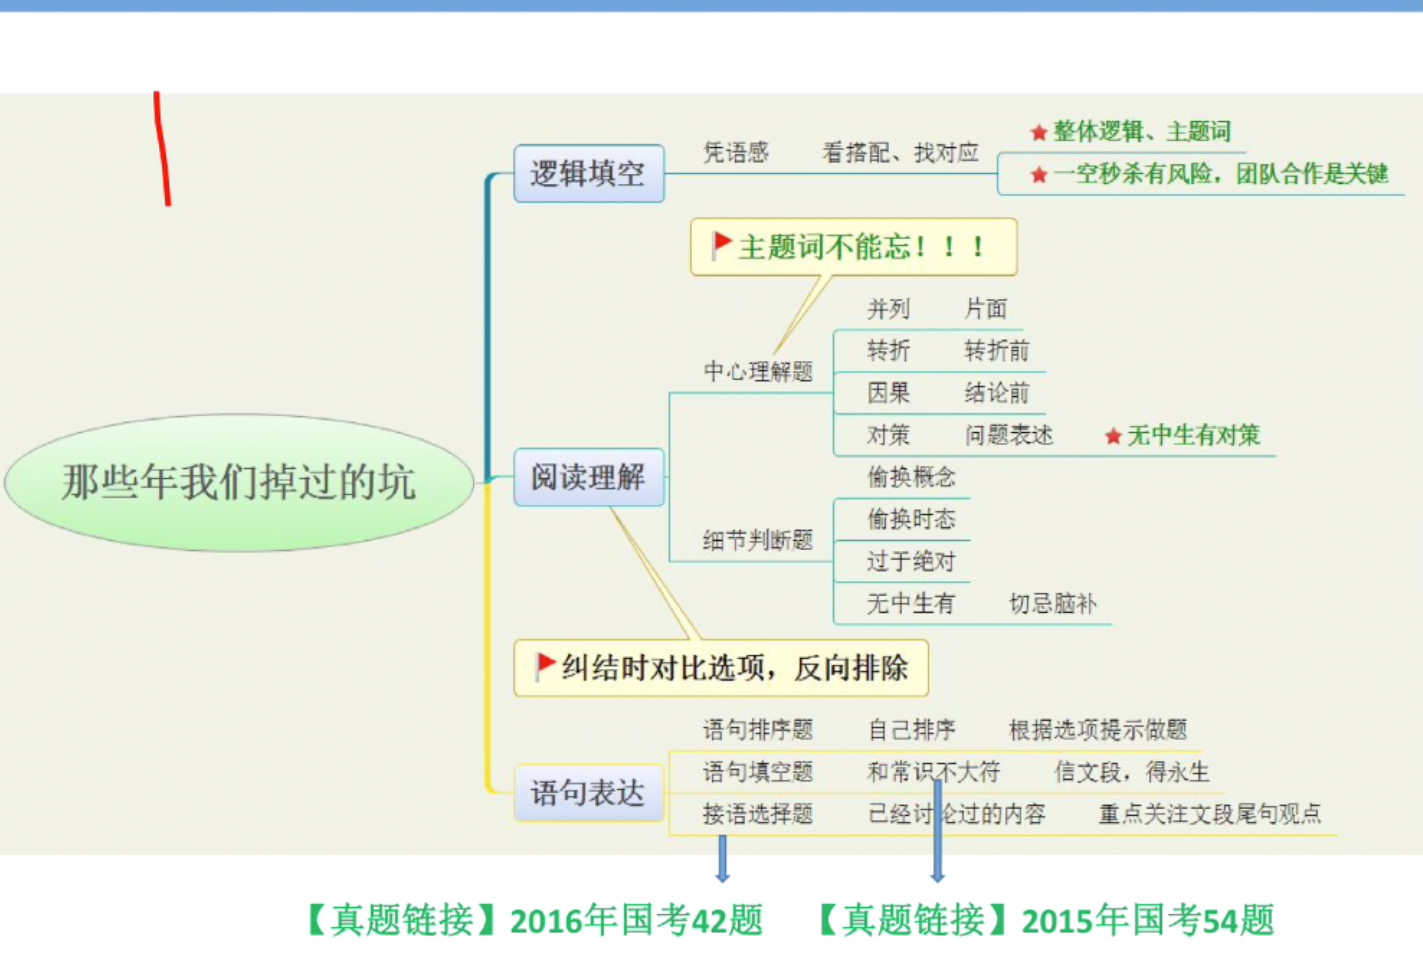 整体逻辑、主题词
逻辑填空 凭语感 看搭配、找对应
一空秒杀有风险，团队合作是关键
主题词不能忘！！！
并列 片面
转折 转折前
中心理解题
因果 结论前
对策 问题表述 无中生有对策
那些年我们掉过的坑
阅读理解
偷换概念
偷换时态
细节判断题
过于绝对
无中生有 切忌脑补
纠结时对比选项，反向排除
语句排序题 自己排序 根据选项提示做题
语句填空题 和常识不大符 信文段，得永生
语句表达
接语选择题 已经讨论过的内容 重点关注文段尾句观点
【真题链接】2016年国考42题 【真题链接】2015年国考54题